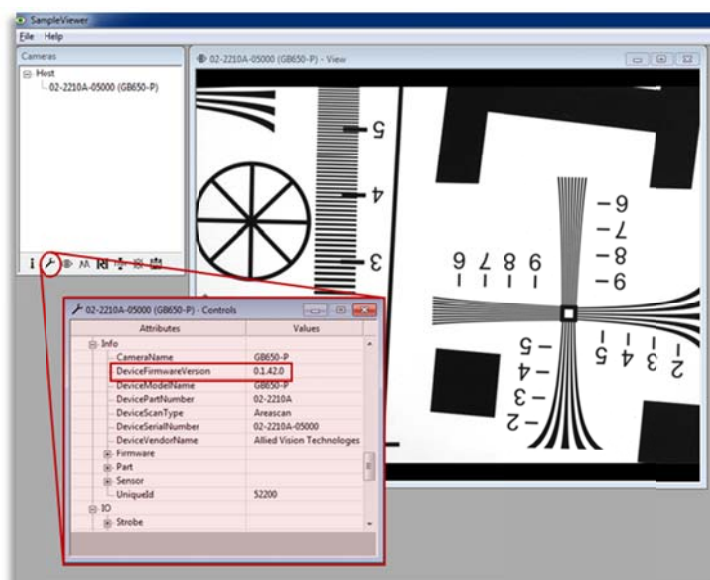 SampleViewer
File Help
Cameras
Host
02-2210A-05000 (GB650-P)
02-2210A-05000 (GB650-P) - View
5
4
3
6
7
8
9
6 7 8 9
5 4 3 2
5
4
3
2
02-2210A-05000 (GB650-P) - Controls
Attributes Values
Info
CameraName GB650-P
DeviceFirmwareVerson 0.1.42.0
DeviceModelName GB650-P
DevicePartNumber 02-2210A
DeviceScanType Areascan
DeviceSerialNumber 02-2210A-05000
DeviceVendorName Allied Vision Technologes
Firmware
Part
Sensor
UniqueId 52200
IO
Strobe